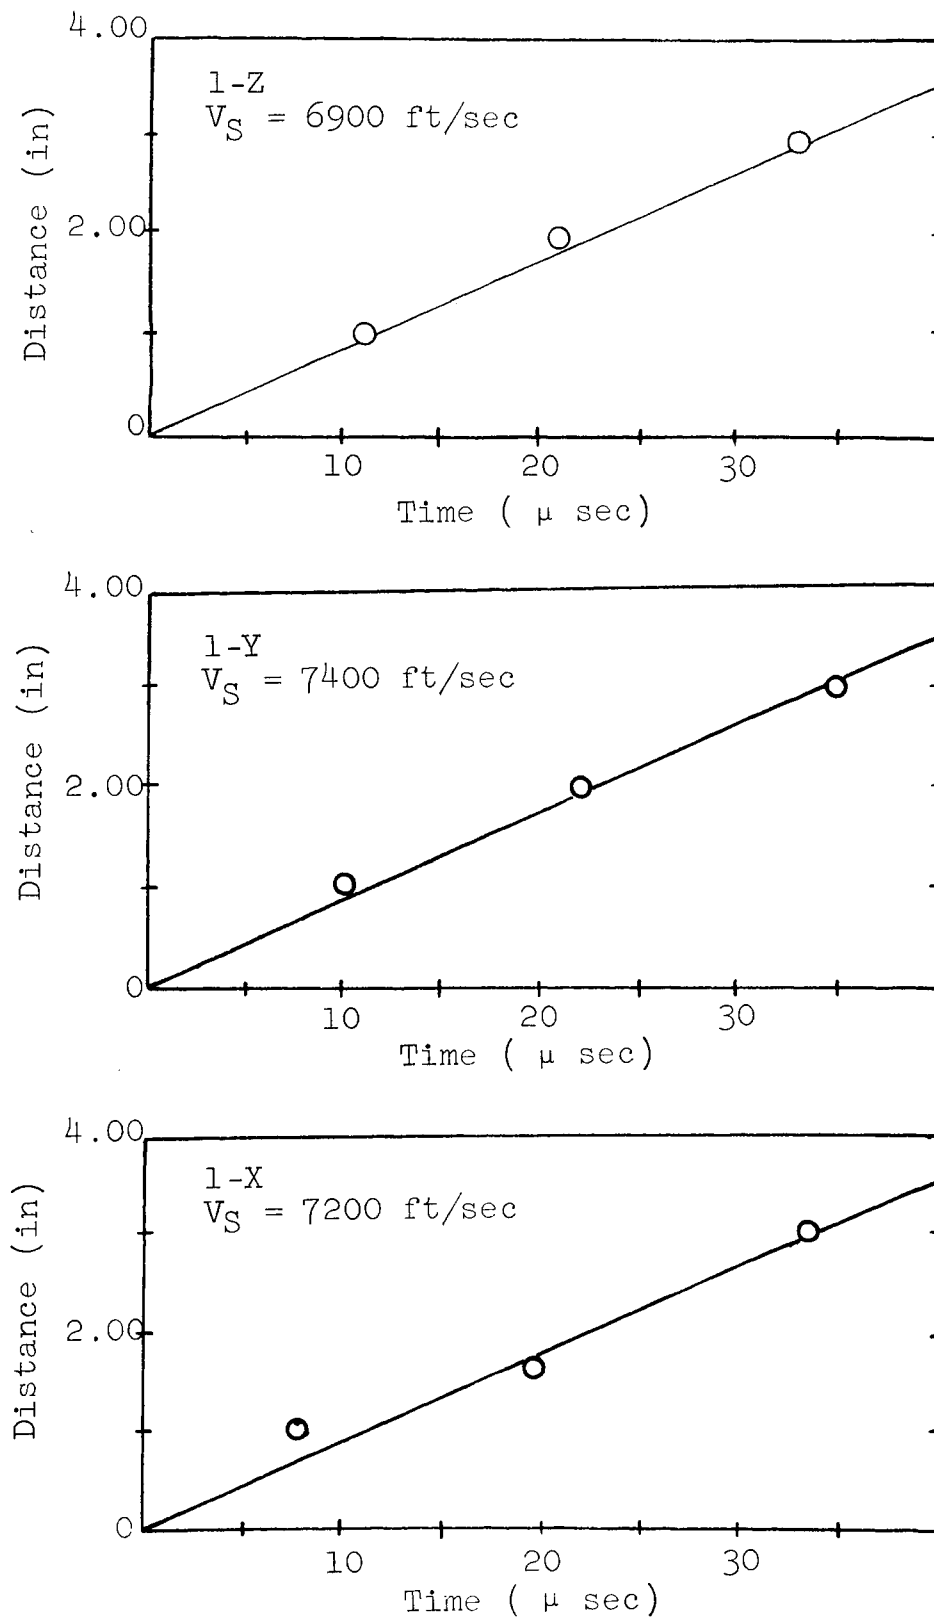 4.00
1-Z
V_S = 6900 ft/sec
Distance (in)
2.00
0
10 20 30
Time ( μ sec)
4.00
1-Y
V_S = 7400 ft/sec
Distance (in)
2.00
0
10 20 30
Time ( μ sec)
4.00
1-X
V_S = 7200 ft/sec
Distance (in)
2.00
0
10 20 30
Time ( μ sec)